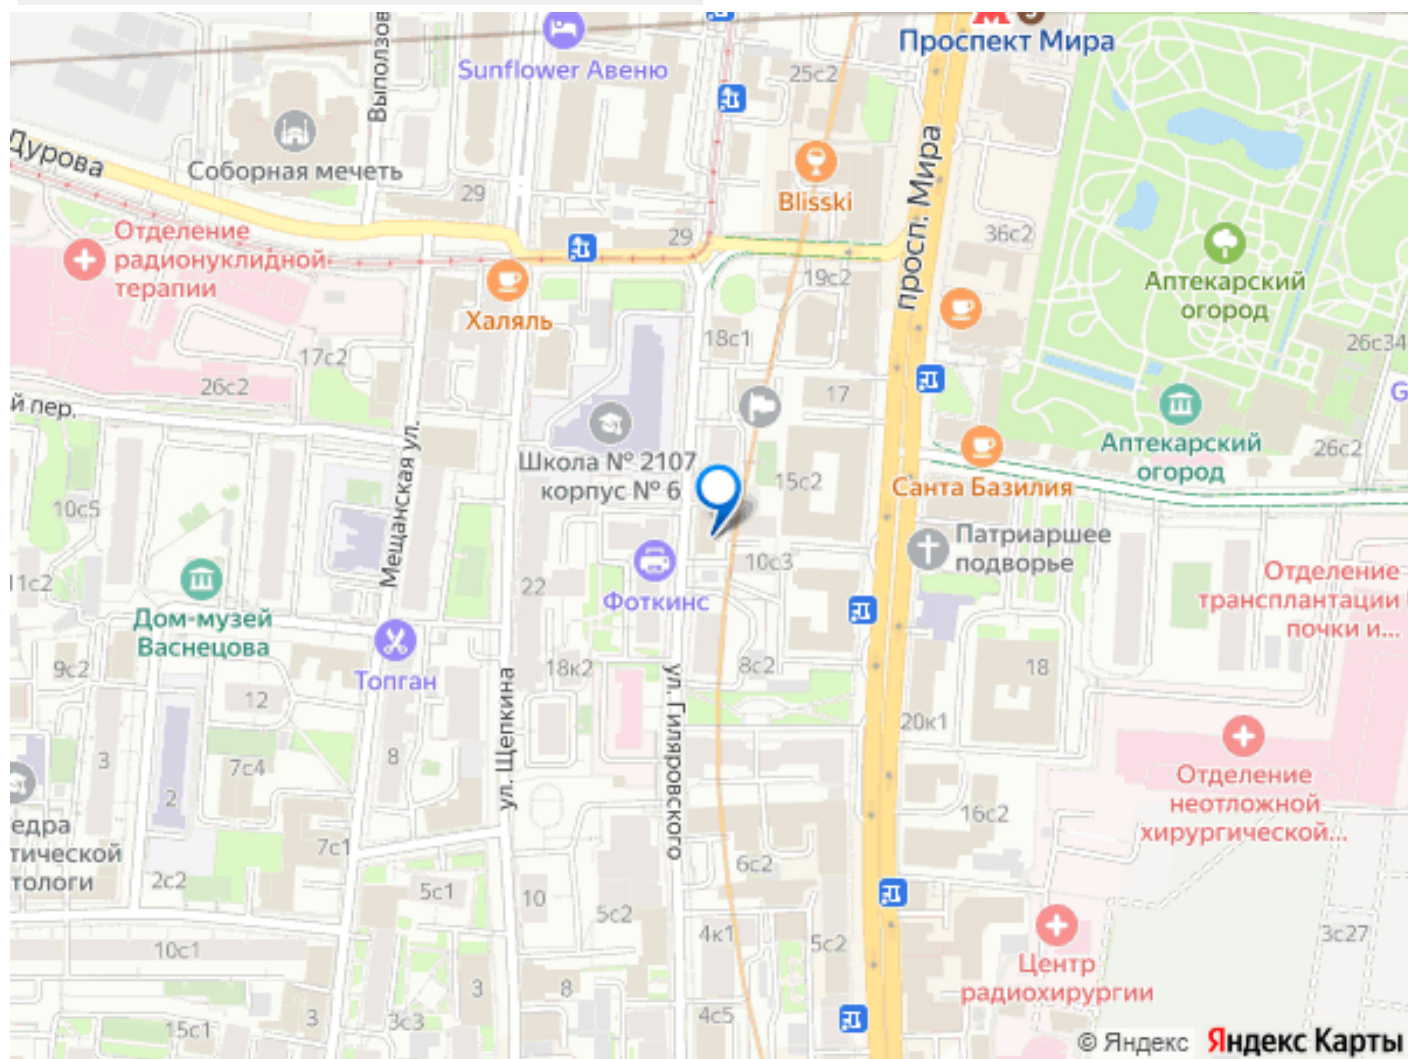 Проспект Мира
Sunflower Авеню
25с2
Дурова
Соборная мечеть
29
просп. Мира
Blisski
36с2
Отделение
радионуклидной
терапии
29
19с2
Аптекарский
огород
Халяль
18с1
17с2
26с34
26с2
17
й пер.
Мещанская ул.
Школа № 2107
корпус № 6
15с2
Санта Базилия
Аптекарский
огород
26с2
10с5
Патриаршее
подворье
10с3
11с2
22
Фоткинс
Отделение
трансплантации
почки и...
Дом-музей
Васнецова
9с2
Топган
18к2
8с2
18
12
ул. Щепкина
ул. Гиляровского
20к1
3
7с4
8
2
Отделение
неотложной
хирургической...
16с2
едра
тической
тологи
7с1
6с2
2с2
5с1
10
5с2
4к1
5с2
3с27
10с1
Центр
радиохирургии
3
8
15с1
3
3с3
4с5
© Яндекс
Яндекс Карты